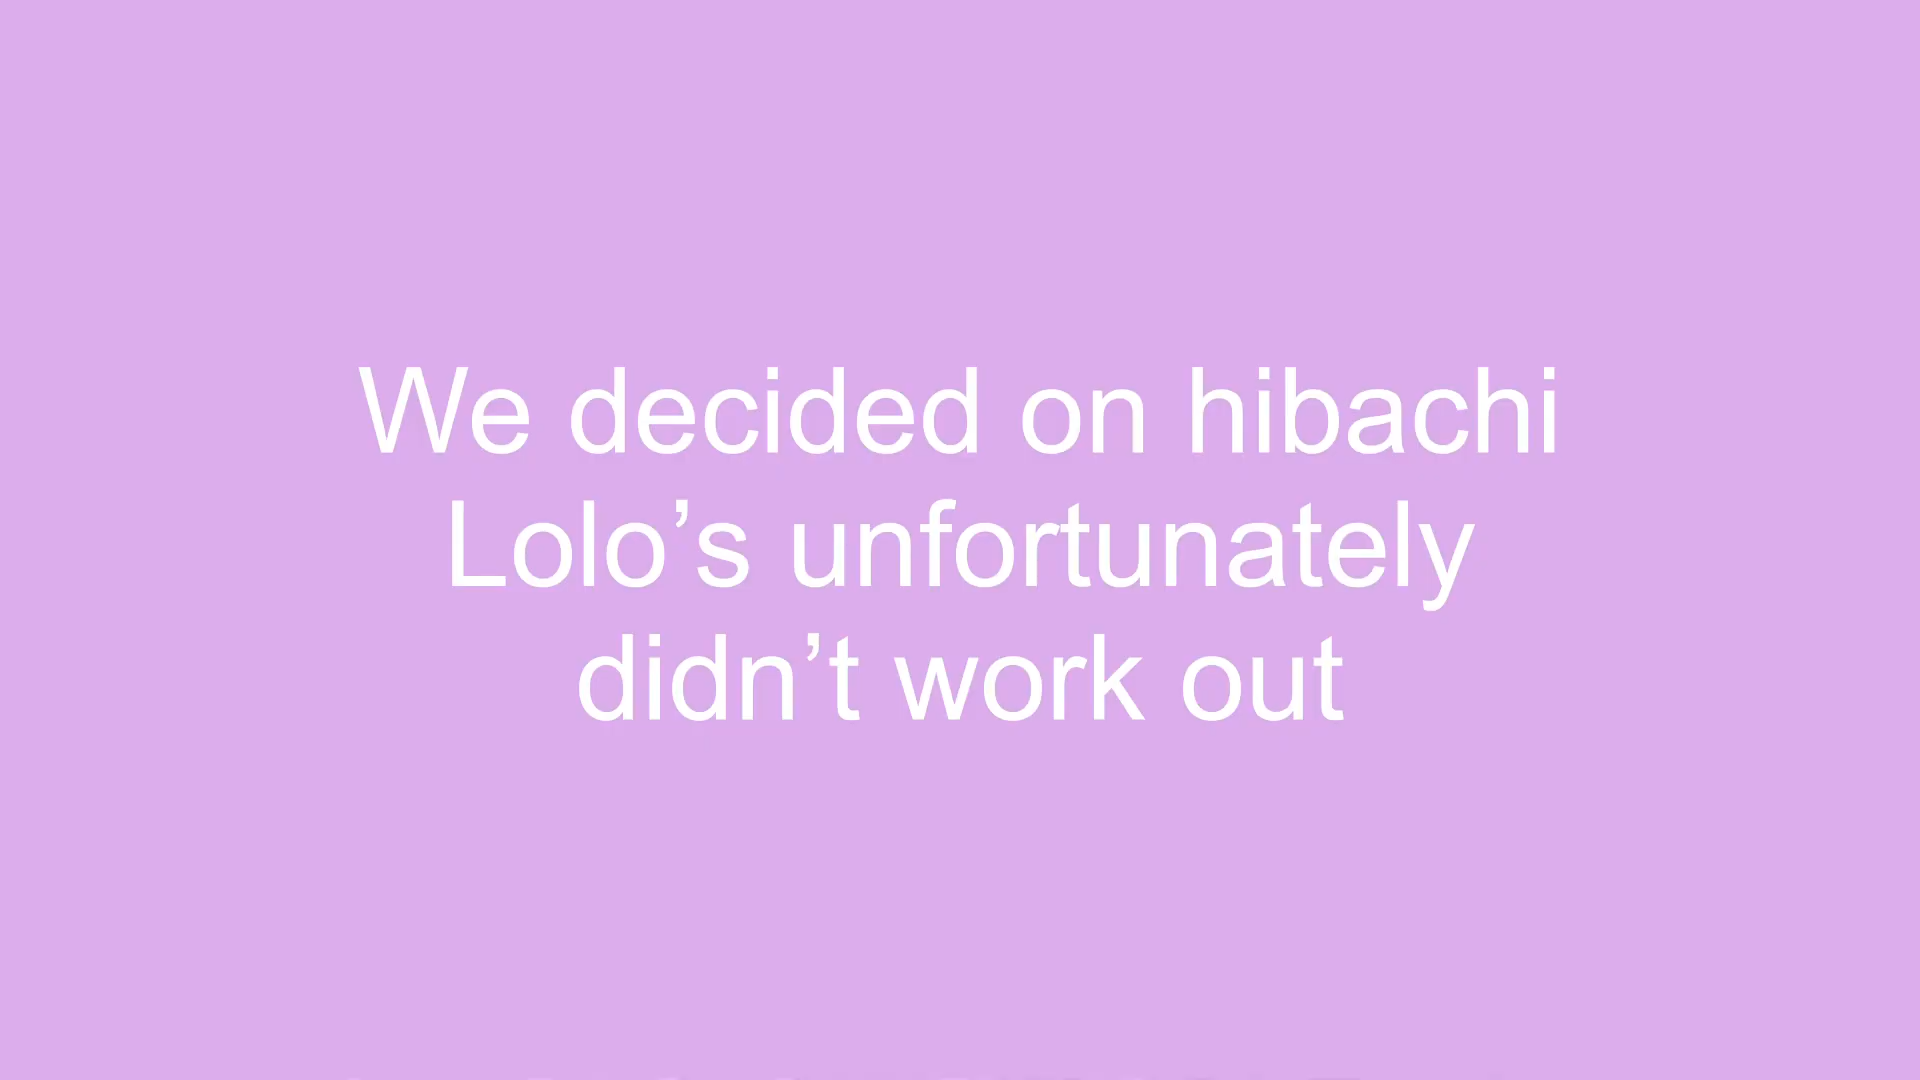 We decided on hibachi
Lolo’s unfortunately
didn’t work out